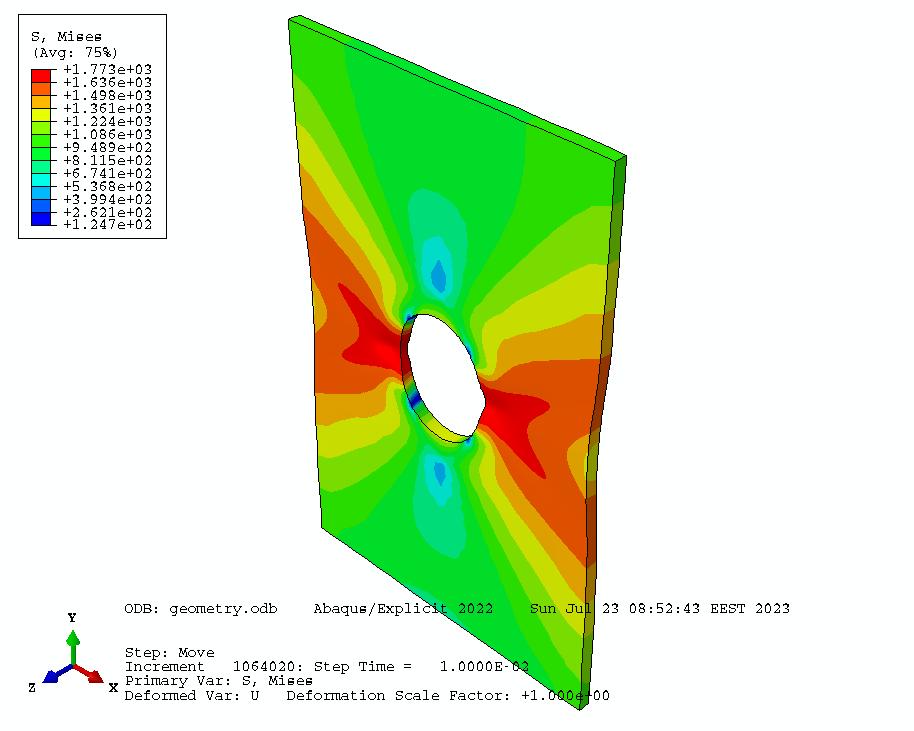 S, Mises
(Avg: 75%)
+1.773e+03
+1.636e+03
+1.498e+03
+1.361e+03
+1.224e+03
+1.086e+03
+9.489e+02
+8.115e+02
+6.741e+02
+5.368e+02
+3.994e+02
+2.621e+02
+1.247e+02
ODB: geometry.odb    Abaqus/Explicit 2022    Sun Jul 23 08:52:43 EEST 2023
Y
Z
X
Step: Move
Increment   1064020: Step Time =   1.0000E-02
Primary Var: S, Mises
Deformed Var: U   Deformation Scale Factor: +1.000e+00